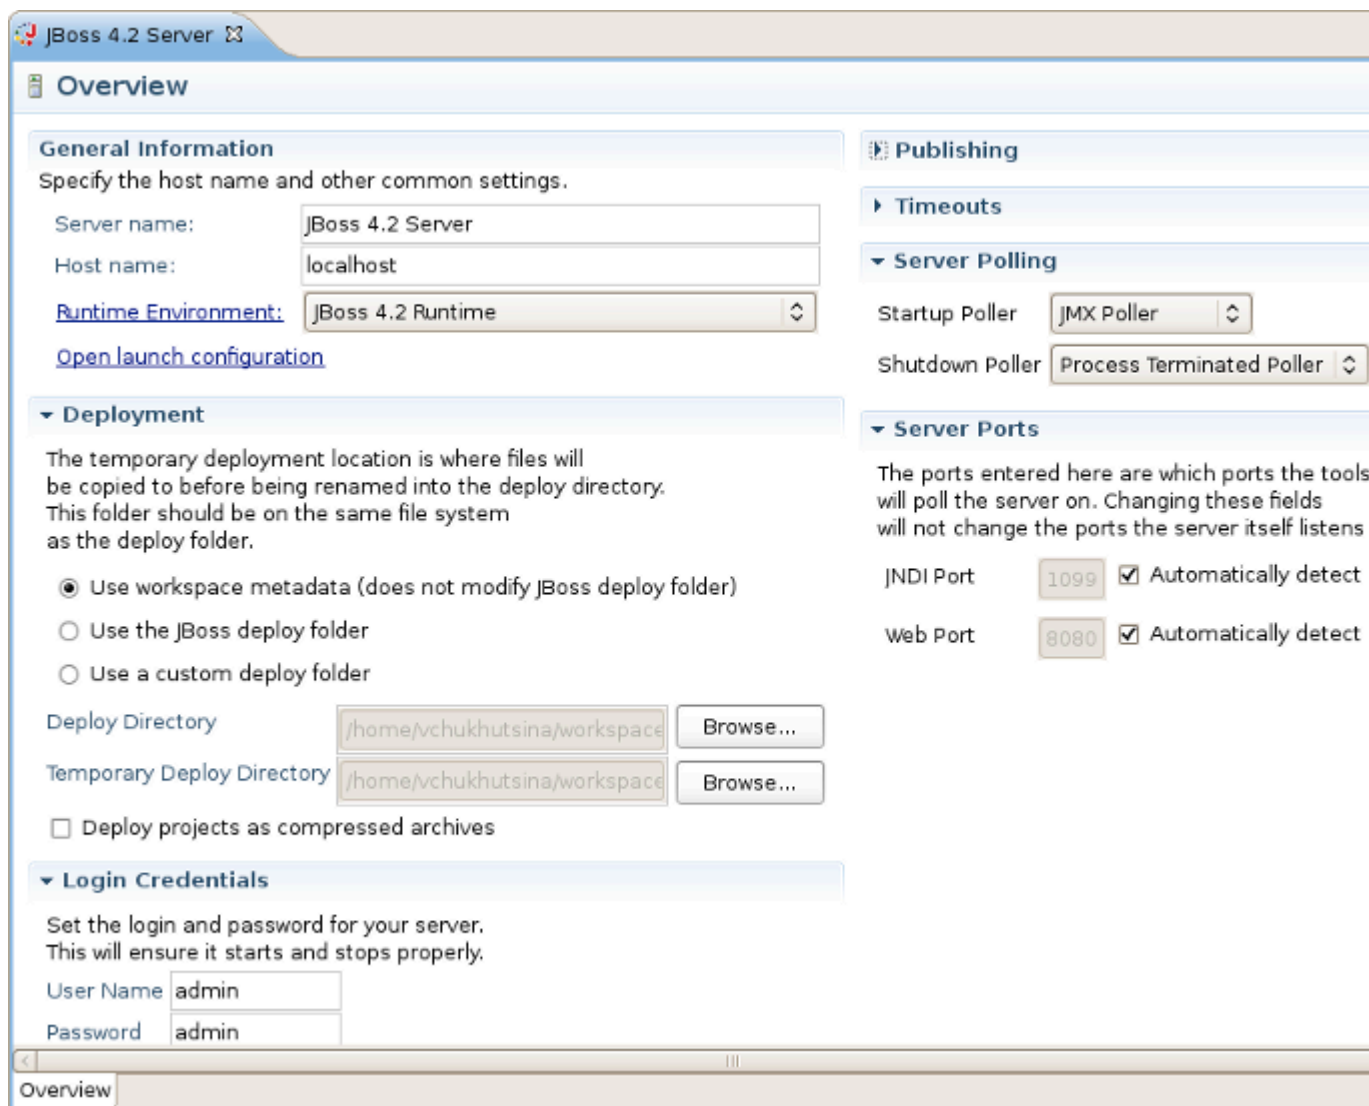 JBoss 4.2 Server
Overview
General Information
Specify the host name and other common settings.
Server name: JBoss 4.2 Server
Host name: localhost
Runtime Environment: JBoss 4.2 Runtime
Open launch configuration
Deployment
The temporary deployment location is where files will
be copied to before being renamed into the deploy directory.
This folder should be on the same file system
as the deploy folder.
Use workspace metadata (does not modify JBoss deploy folder)
Use the JBoss deploy folder
Use a custom deploy folder
Deploy Directory /home/vchukhutsina/workspace Browse...
Temporary Deploy Directory /home/vchukhutsina/workspace Browse...
Deploy projects as compressed archives
Login Credentials
Set the login and password for your server.
This will ensure it starts and stops properly.
User Name admin
Password admin
Publishing
Timeouts
Server Polling
Startup Poller JMX Poller
Shutdown Poller Process Terminated Poller
Server Ports
The ports entered here are which ports the tools
will poll the server on. Changing these fields
will not change the ports the server itself listens
JNDI Port 1099 Automatically detect
Web Port 8080 Automatically detect
Overview